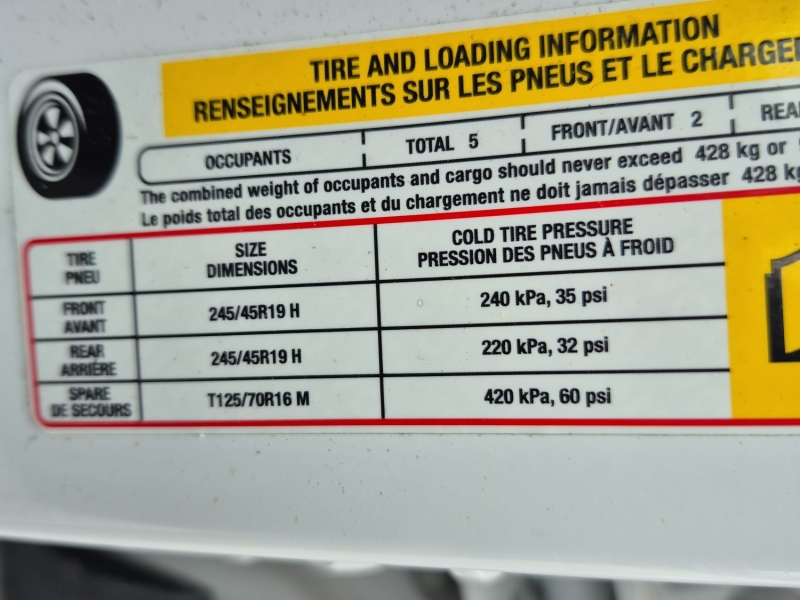 TIRE AND LOADING INFORMATION
RENSEIGNEMENTS SUR LES PNEUS ET LE
OCCUPANTS TOTAL 5 FRONT/AVANT 2
The combined weight of occupants and cargo should never exceed 428 kg or
Le poids total des occupants et du chargement ne doit jamais dépasser 428 kg
TIRE SIZE COLD TIRE PRESSURE
PNEU DIMENSIONS PRESSION DES PNEUS À FROID
FRONT
AVANT 245/45R19 H 240 kPa, 35 psi
REAR
ARRIÈRE 245/45R19 H 220 kPa, 32 psi
SPARE
DE SECOURS T125/70R16 M 420 kPa, 60 psi